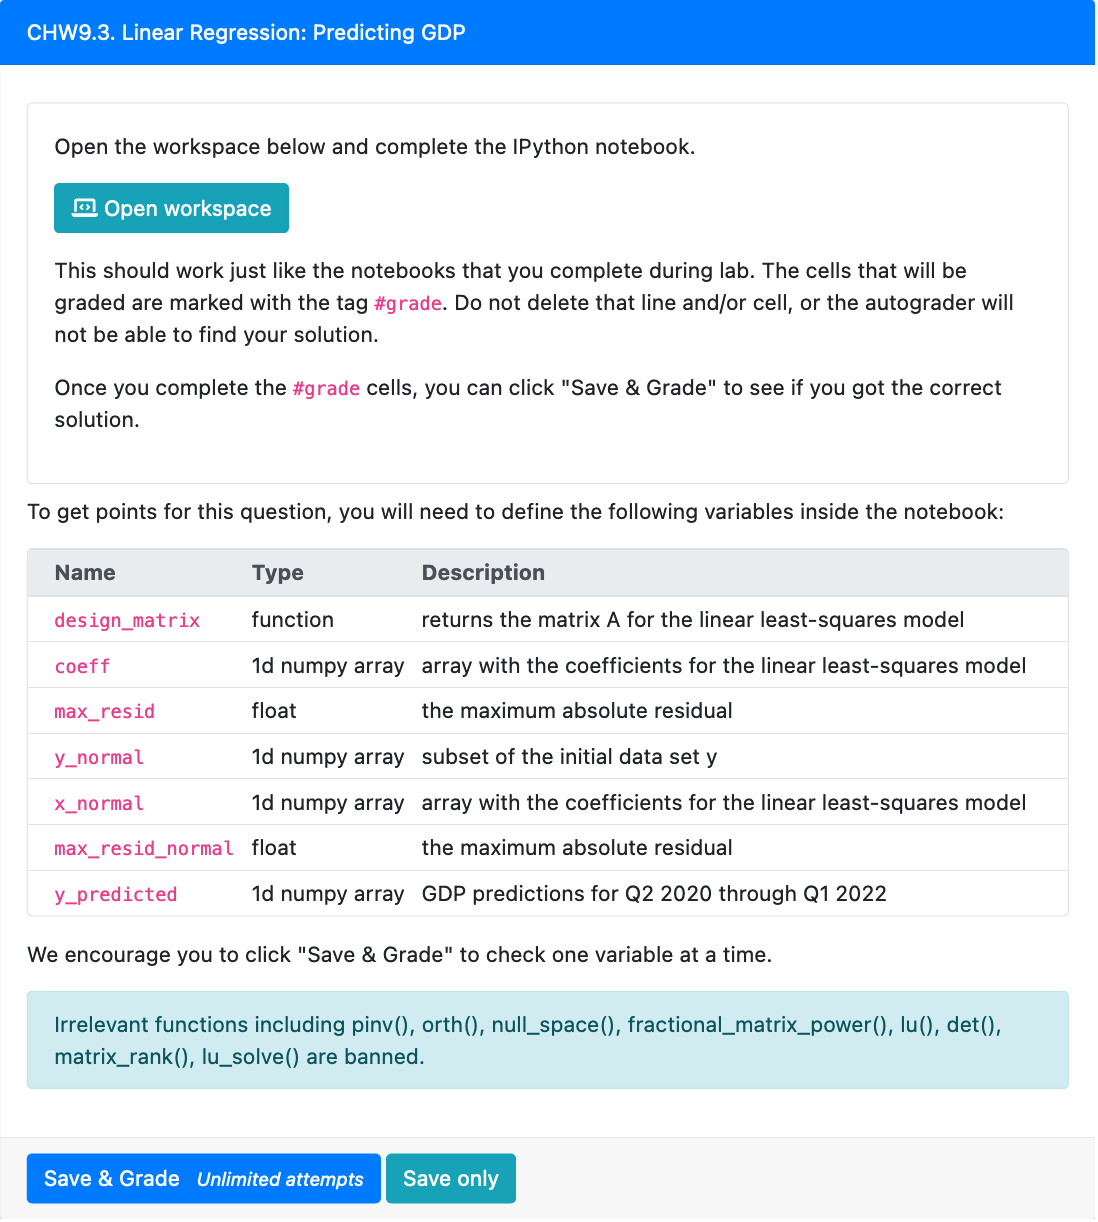 CHW9.3. Linear Regression: Predicting GDP
Open the workspace below and complete the IPython notebook.
Open workspace
This should work just like the notebooks that you complete during lab. The cells that will be
graded are marked with the tag #grade. Do not delete that line and/or cell, or the autograder will
not be able to find your solution.
Once you complete the #grade cells, you can click "Save & Grade" to see if you got the correct
solution.
To get points for this question, you will need to define the following variables inside the notebook:
Name Type Description
design_matrix function returns the matrix A for the linear least-squares model
coeff 1d numpy array array with the coefficients for the linear least-squares model
max_resid float the maximum absolute residual
y_normal 1d numpy array subset of the initial data set y
x_normal 1d numpy array array with the coefficients for the linear least-squares model
max_resid_normal float the maximum absolute residual
y_predicted 1d numpy array GDP predictions for Q2 2020 through Q1 2022
We encourage you to click "Save & Grade" to check one variable at a time.
Irrelevant functions including pinv(), orth(), null_space(), fractional_matrix_power(), lu(), det(),
matrix_rank(), lu_solve() are banned.
Save & Grade Unlimited attempts Save only